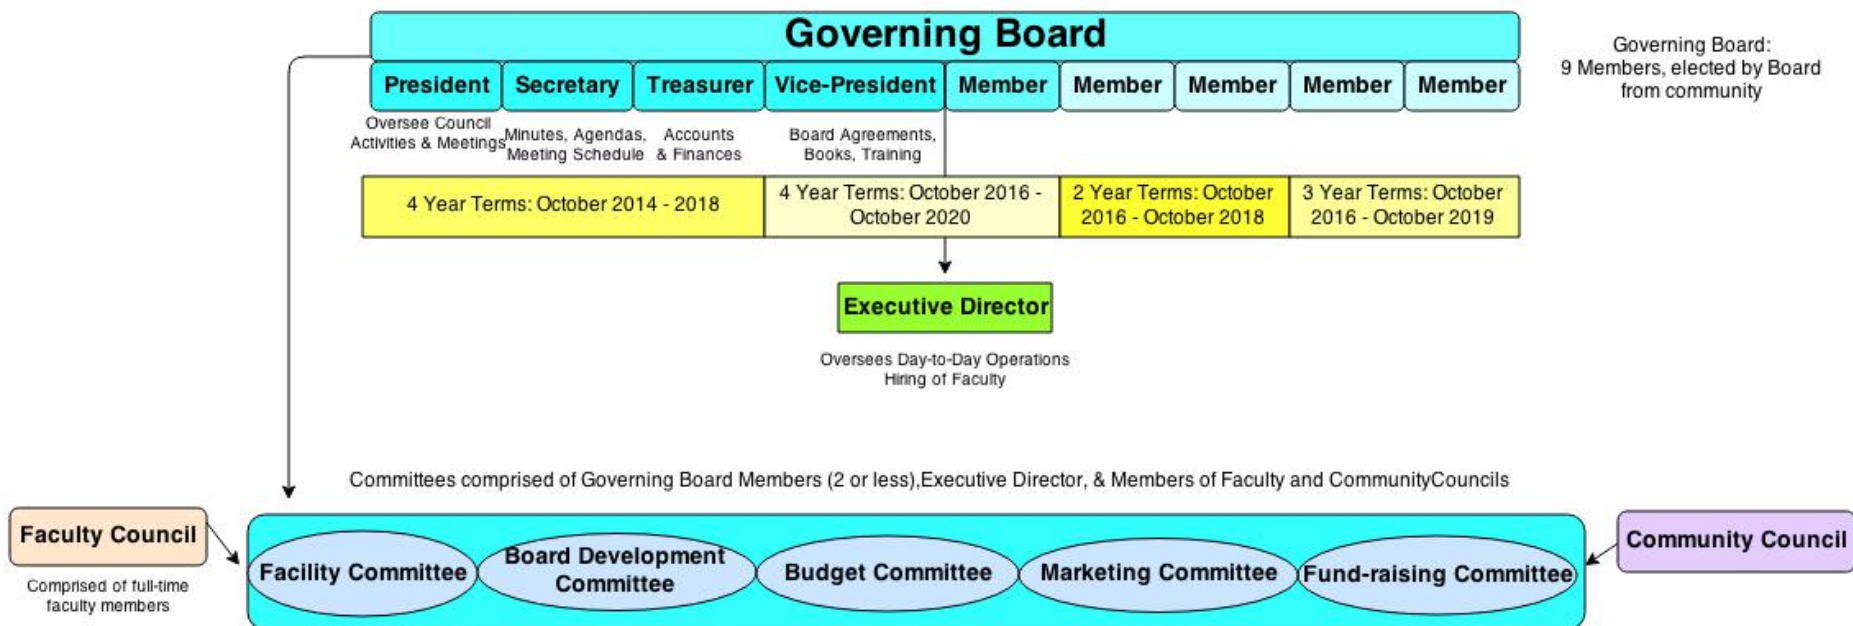 Governing Board
Governing Board:
9 Members, elected by Board
from community
President
Secretary
Treasurer
Vice-President
Member
Member
Member
Member
Member
Oversee Council
Activities & Meetings
Minutes, Agendas,
Meeting Schedule
Accounts
& Finances
Board Agreements,
Books, Training
4 Year Terms: October 2014 - 2018
4 Year Terms: October 2016 -
October 2020
2 Year Terms: October
2016 - October 2018
3 Year Terms: October
2016 - October 2019
Executive Director
Oversees Day-to-Day Operations
Hiring of Faculty
Committees comprised of Governing Board Members (2 or less),Executive Director, & Members of Faculty and CommunityCouncils
Faculty Council
Comprised of full-time
faculty members
Facility Committee
Board Development
Committee
Budget Committee
Marketing Committee
Fund-raising Committee
Community Council